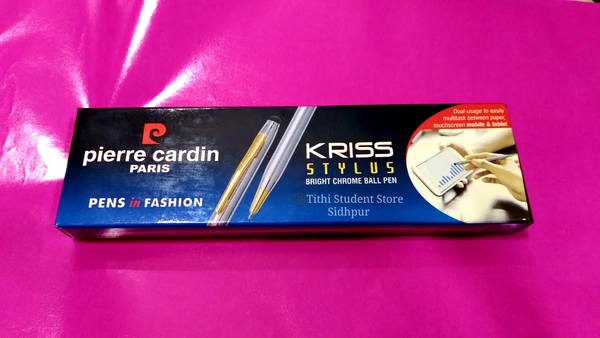 pierre cardin
PARIS
PENS in FASHION
KRISS
STYLUS
BRIGHT CHROME BALL PEN
Tithi Student Store
Sidhpur
Dual-usage to easily
multitask between paper,
touchscreen mobile & tablet